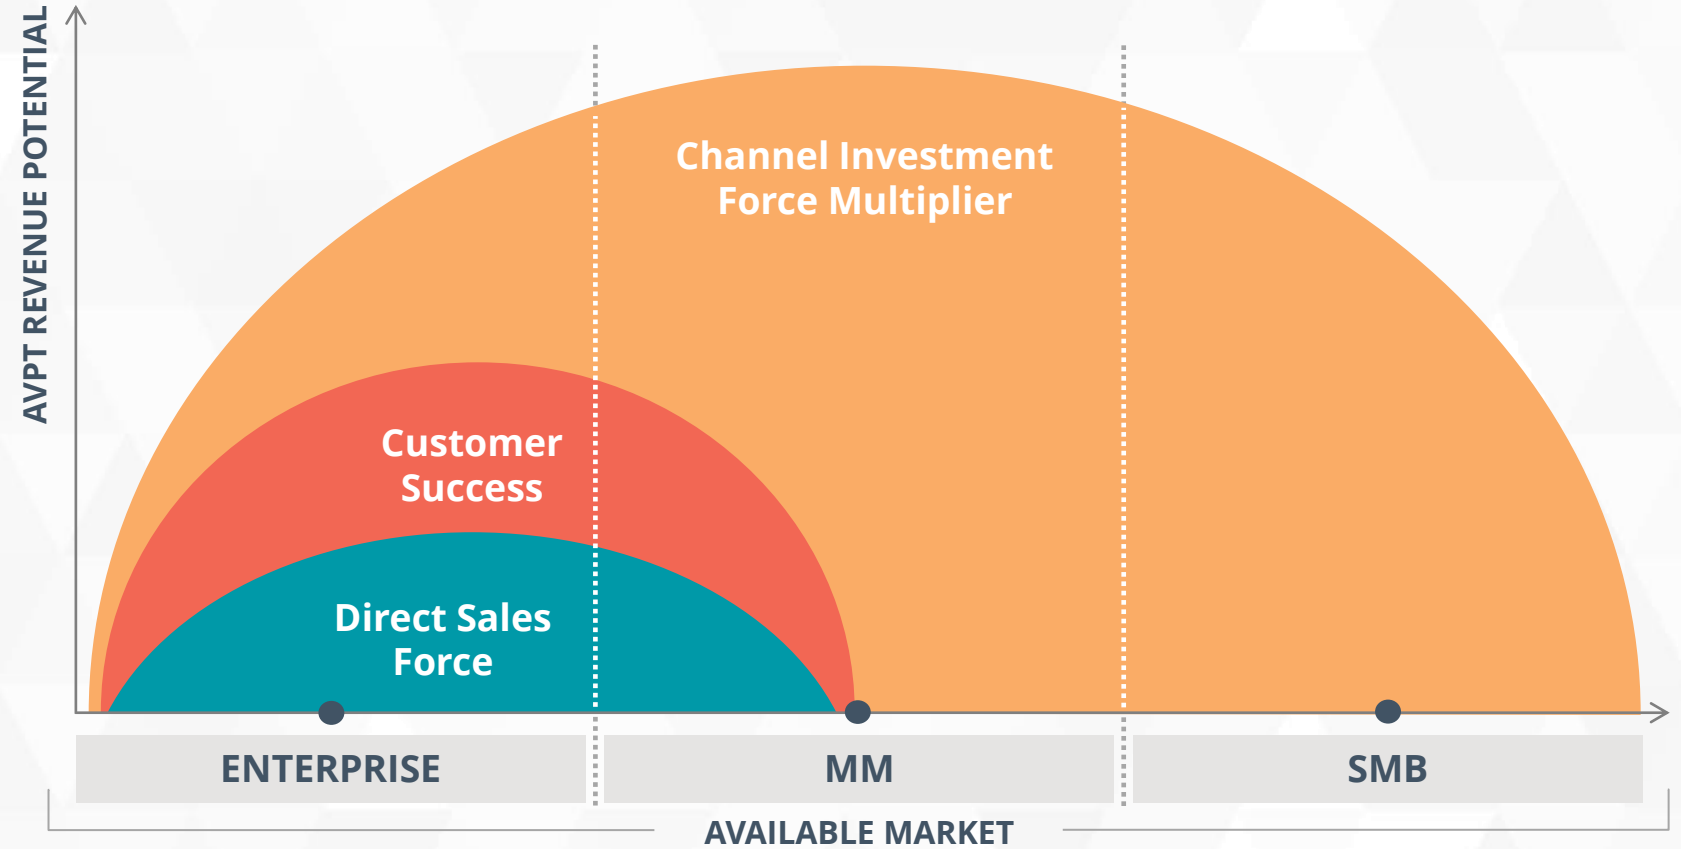 AVPT REVENUE POTENTIAL
Channel Investment
Force Multiplier
Customer
Success
Direct Sales
Force
ENTERPRISE
MM
SMB
AVAILABLE MARKET